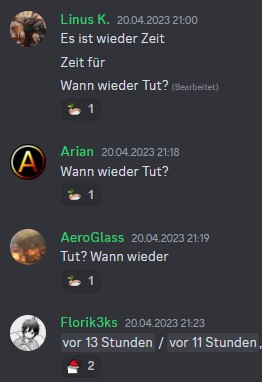 Linus K. 20.04.2023 21:00
Es ist wieder Zeit
Zeit für
Wann wieder Tut? (Bearbeitet)
1
A
Arian 20.04.2023 21:18
Wann wieder Tut?
1
AeroGlass 20.04.2023 21:19
Tut? Wann wieder
1
Florik3ks 20.04.2023 21:23
vor 13 Stunden / vor 11 Stunden,
2